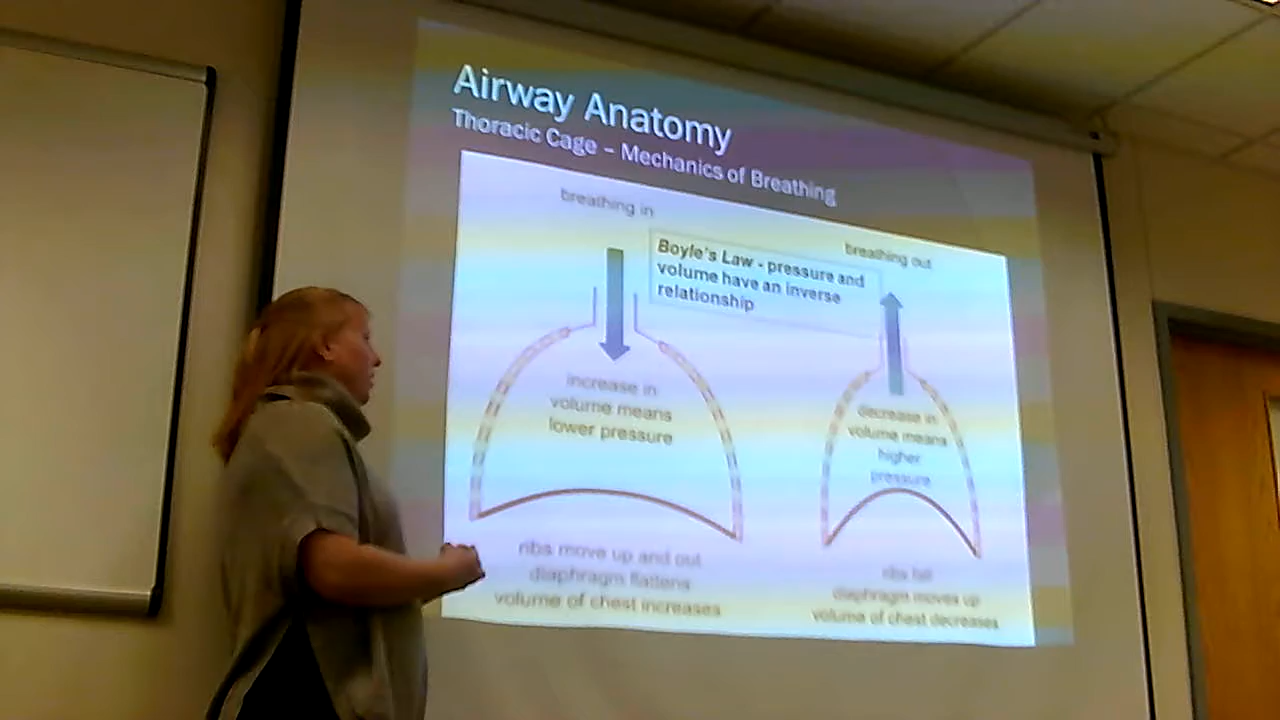 Airway Anatomy
Thoracic Cage – Mechanics of Breathing
breathing in
Boyle's Law - pressure and
volume have an inverse
relationship
breathing out
increase in
volume means
lower pressure
decrease in
volume means
higher
pressure
ribs move up and out
diaphragm flattens
volume of chest increases
ribs fall
diaphragm moves up
volume of chest decreases